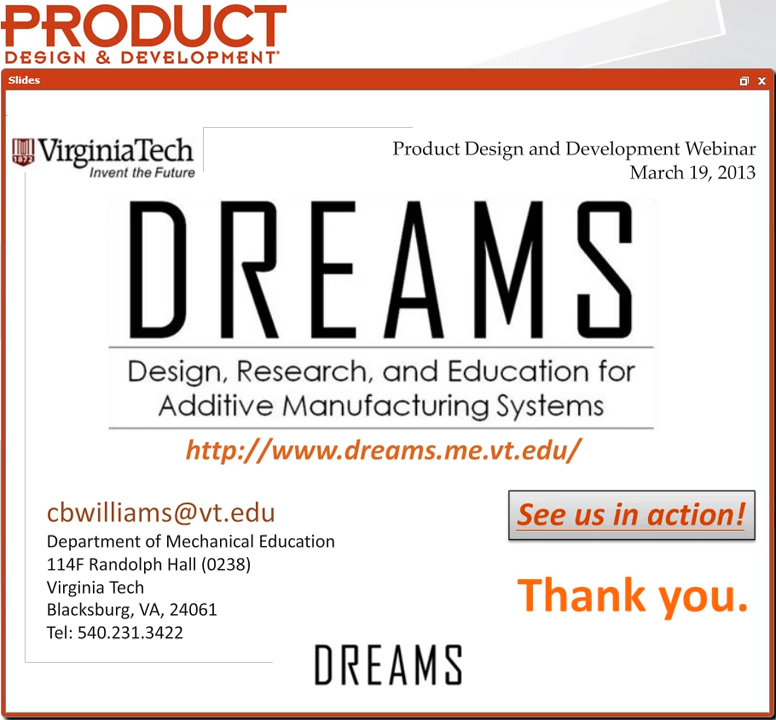 PRODUCT
DESIGN & DEVELOPMENT
Slides
VirginiaTech
1872
Invent the Future
Product Design and Development Webinar
March 19, 2013
DREAMS
Design, Research, and Education for
Additive Manufacturing Systems
http://www.dreams.me.vt.edu/
cbwilliams@vt.edu
Department of Mechanical Education
114F Randolph Hall (0238)
Virginia Tech
Blacksburg, VA, 24061
Tel: 540.231.3422
See us in action!
Thank you.
DREAMS